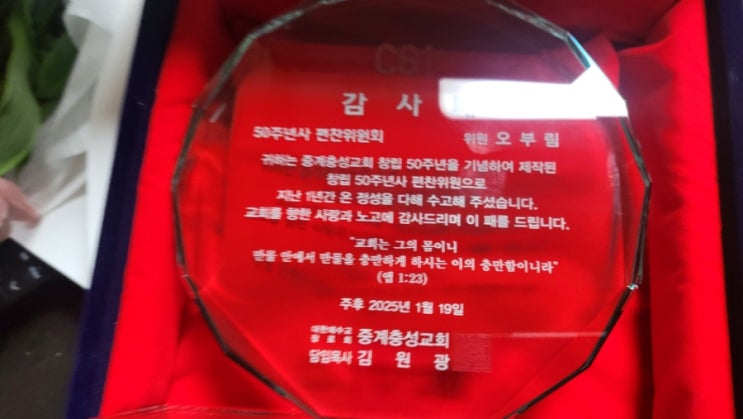 감 사
50주년사 편찬위원회 위원 오부림
귀하는 중계충성교회 창립 50주년을 기념하여 제작된
창립 50주년사 편찬위원으로
지난 1년간 온 정성을 다해 수고해 주셨습니다.
교회를 향한 사랑과 노고에 감사드리며 이 패를 드립니다.
"교회는 그의 몸이니
만물 안에서 만물을 충만하게 하시는 이의 충만함이니라"
(엡 1:23)
주후 2025년 1월 19일
대한예수교
장로회 중계충성교회
담임목사 김 원 광